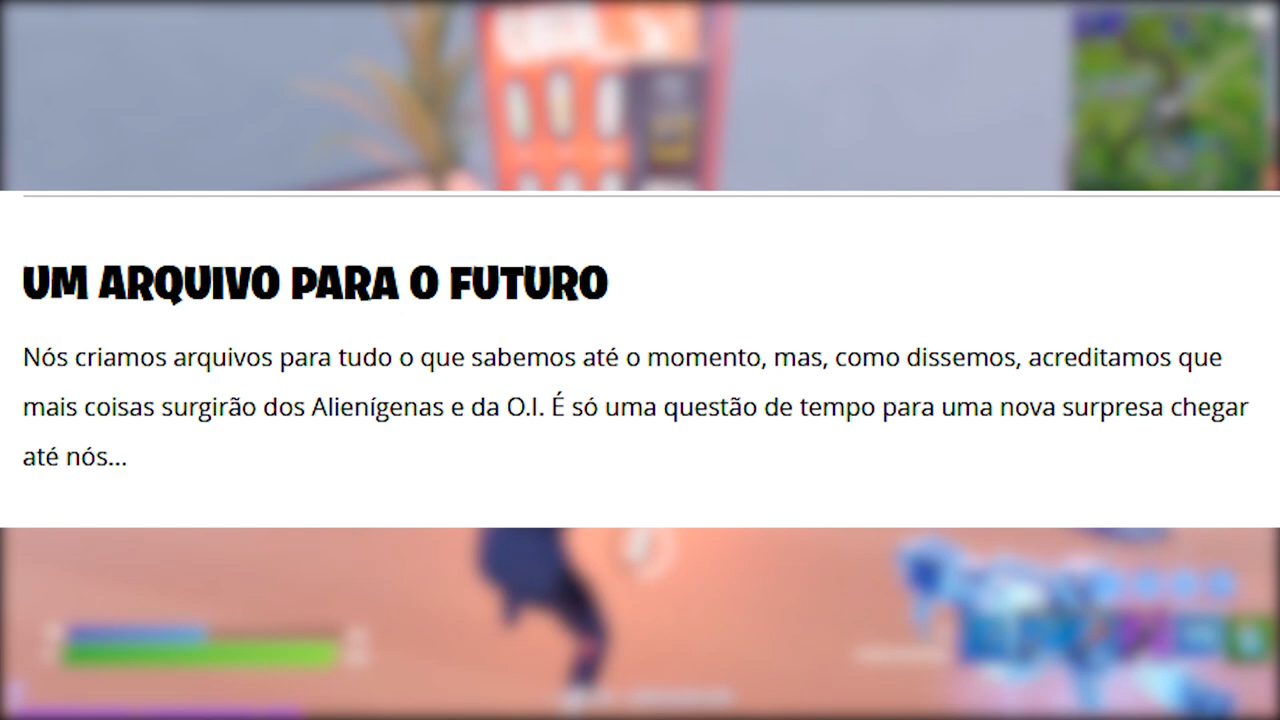 UM ARQUIVO PARA O FUTURO
Nós criamos arquivos para tudo o que sabemos até o momento, mas, como dissemos, acreditamos que
mais coisas surgirão dos Alienígenas e da O.I. É só uma questão de tempo para uma nova surpresa chegar
até nós...